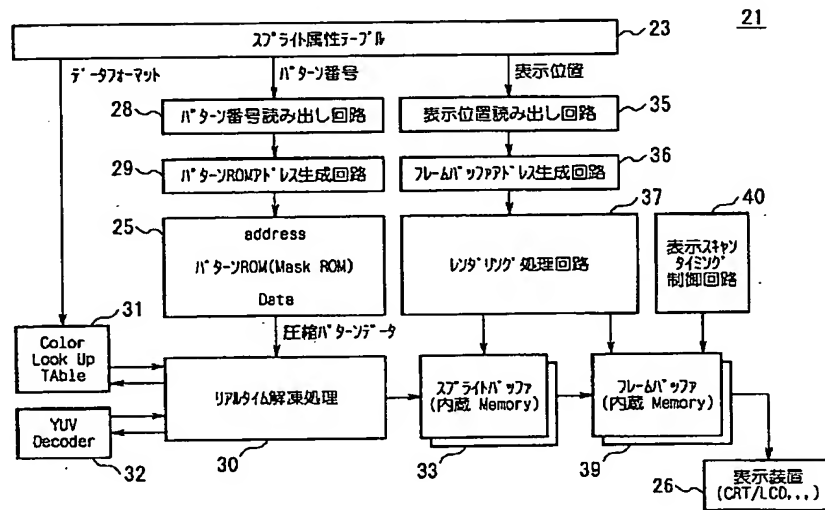 21
スプライト属性テーブル
23
データフォーマット
パターン番号
表示位置
28
パターン番号読み出し回路
表示位置読み出し回路
35
29
パターンROMアドレス生成回路
フレームバッファアドレス生成回路
36
25
address
パターンROM(Mask ROM)
Data
37
レンダリング処理回路
40
表示スキャン
タイミング
制御回路
31
圧縮パターンデータ
Color
Look Up
TAble
リアルタイム解凍処理
スプライトバッファ
(内蔵 Memory)
フレームバッファ
(内蔵 Memory)
YUV
Decoder
32
30
33
39
26
表示装置
(CRT/LCD,,,)